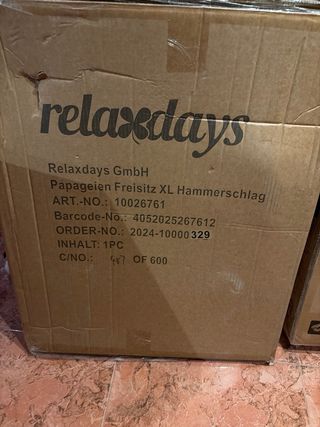 relaxdays
Relaxdays GmbH
Papageien Freisitz XL Hammerschlag
ART.-NO.: 10026761
Barcode-No.: 4052025267612
ORDER-NO.: 2024-10000329
INHALT: 1PC
C/NO.: 487 OF 600